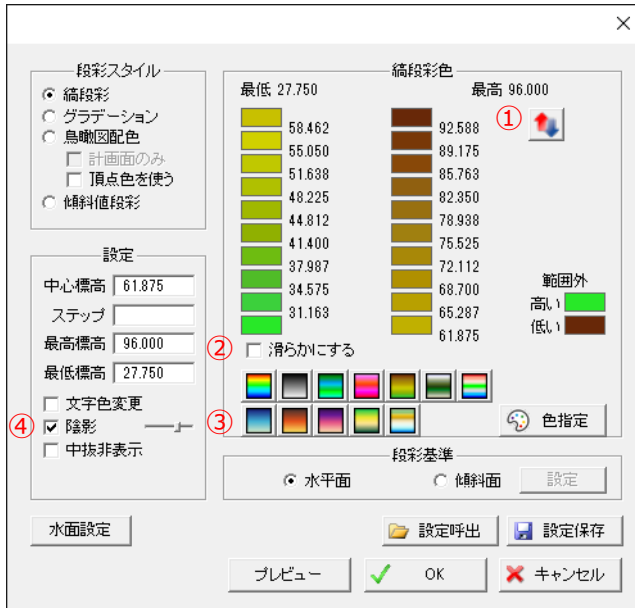 段彩スタイル
縞段彩
グラデーション
鳥瞰図配色
計画面のみ
頂点色を使う
傾斜値段彩
設定
中心標高 61.875
ステップ
最高標高 96.000
最低標高 27.750
文字色変更
④ 陰影
中抜非表示
縞段彩色
最低 27.750 最高 96.000
①
58.462 92.588
55.050 89.175
51.638 85.763
48.225 82.350
44.812 78.938
41.400 75.525
37.987 72.112
34.575 68.700
31.163 65.287
61.875
範囲外
高い
低い
② 滑らかにする
③
色指定
段彩基準
水平面 傾斜面 設定
水面設定 設定呼出 設定保存
プレビュー OK キャンセル